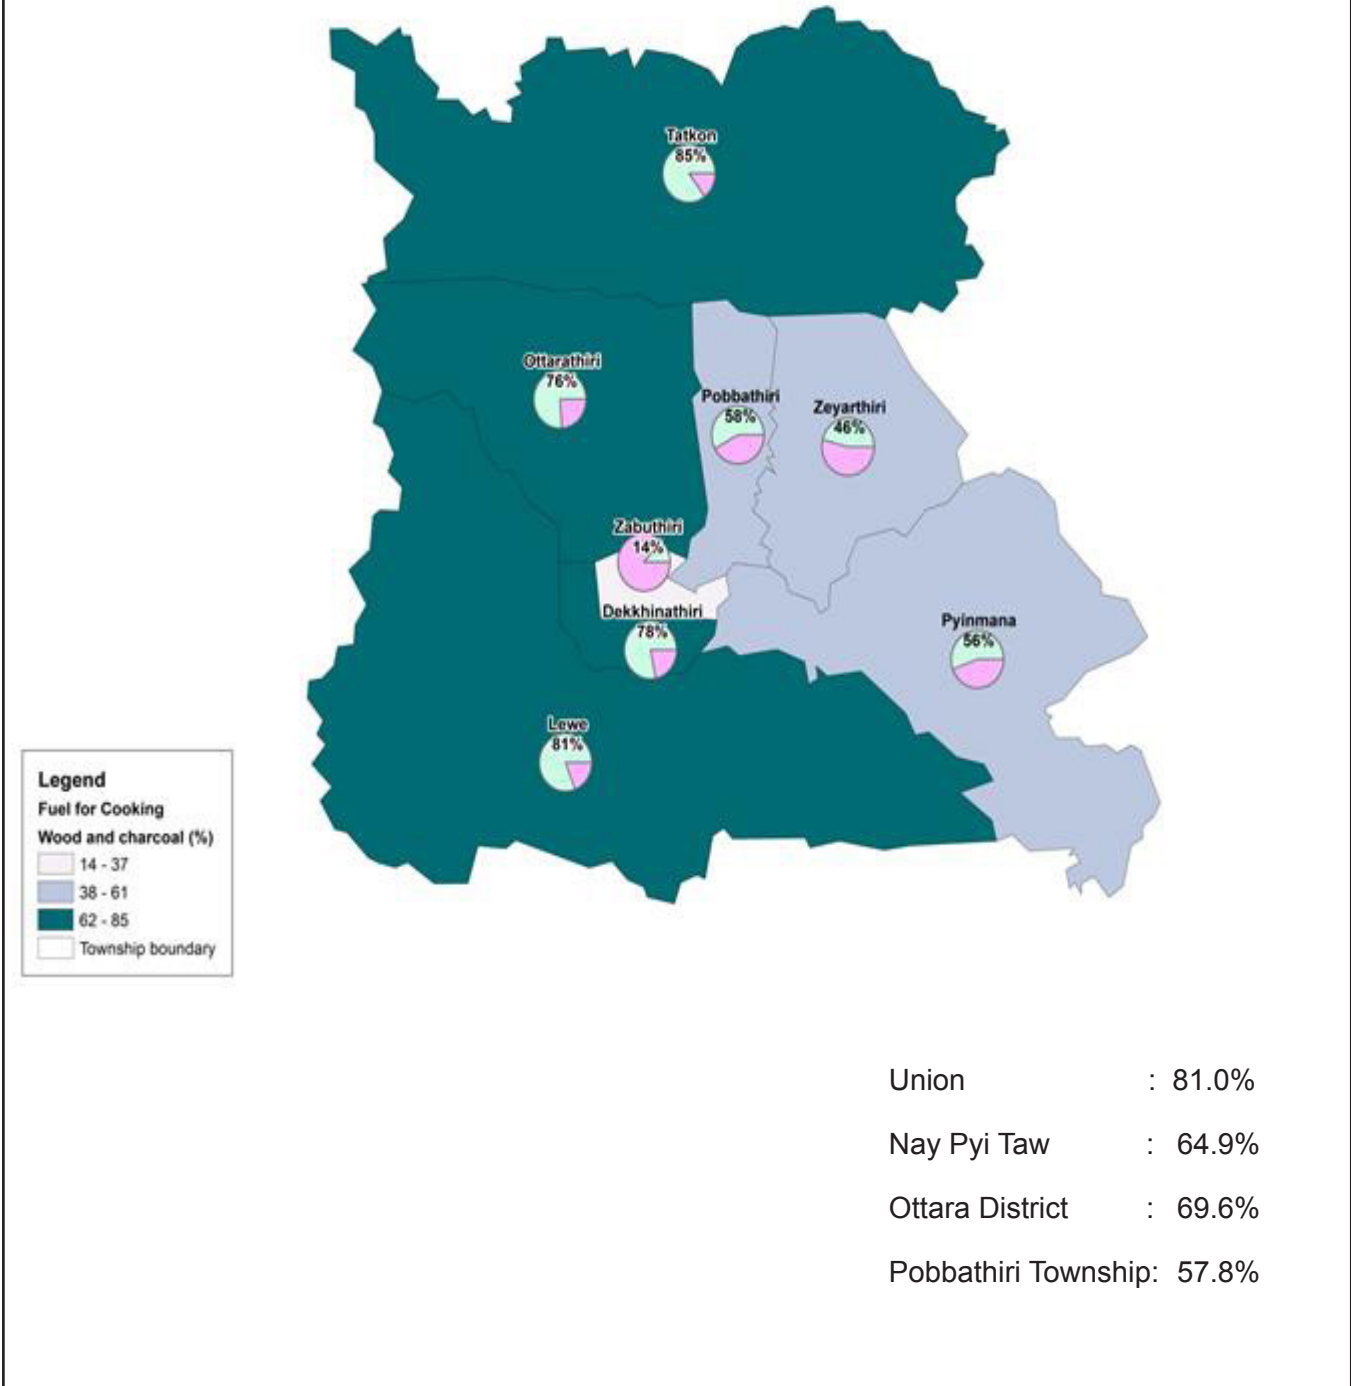 Tatkon
85%
Ottarathiri
76%
Pobbathiri
58%
Zeyarthiri
46%
Zabuthiri
14%
Dekkhinathiri
78%
Pyinmana
56%
Lewe
81%
Legend
Fuel for Cooking
Wood and charcoal (%)
14 - 37
38 - 61
62 - 85
Township boundary
Union : 81.0%
Nay Pyi Taw : 64.9%
Ottara District : 69.6%
Pobbathiri Township: 57.8%